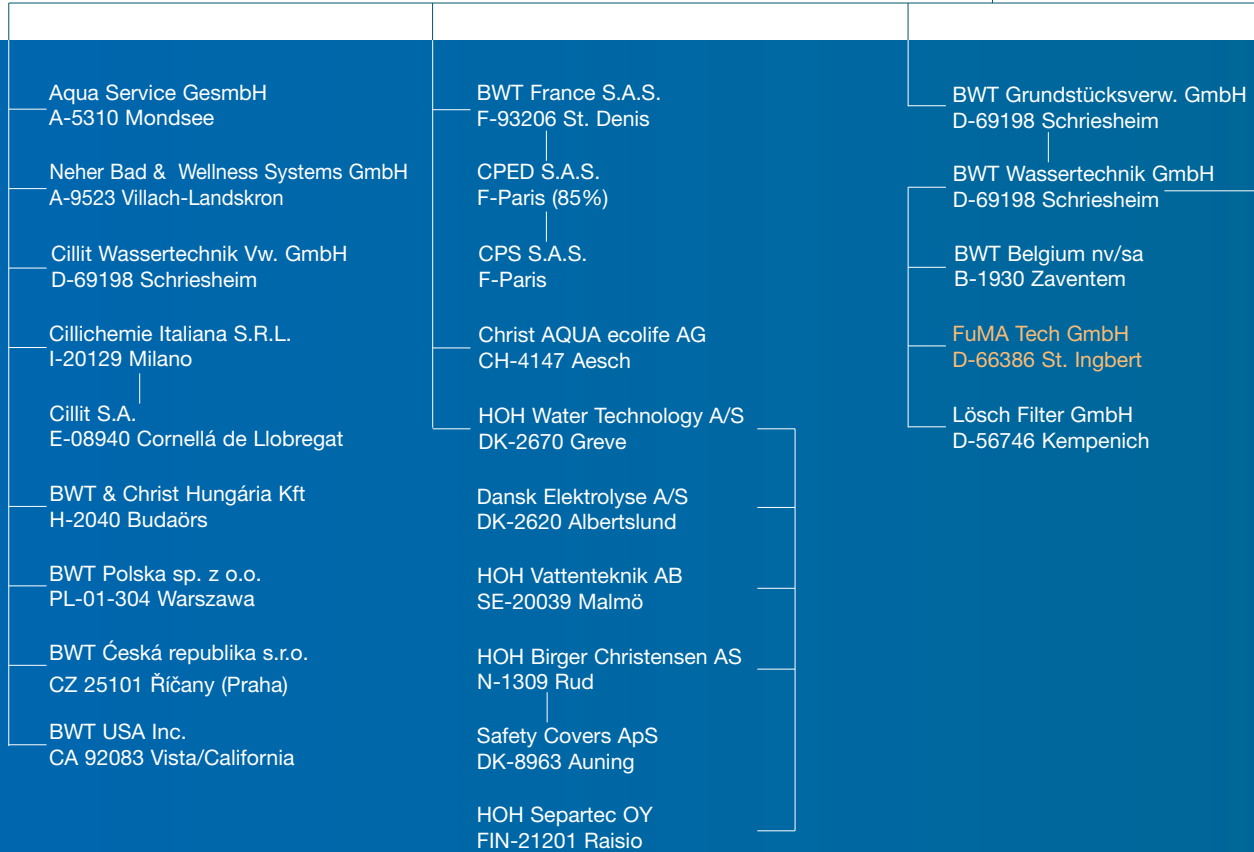 Aqua Service GesmbH
A-5310 Mondsee
Neher Bad & Wellness Systems GmbH
A-9523 Villach-Landskron
Cillit Wassertechnik Vw. GmbH
D-69198 Schriesheim
Cillichemie Italiana S.R.L.
I-20129 Milano
Cillit S.A.
E-08940 Cornellá de Llobregat
BWT & Christ Hungária Kft
H-2040 Budaörs
BWT Polska sp. z o.o.
PL-01-304 Warszawa
BWT Ćeská republika s.r.o.
CZ 25101 Říčany (Praha)
BWT USA Inc.
CA 92083 Vista/California
BWT France S.A.S.
F-93206 St. Denis
CPED S.A.S.
F-Paris (85%)
CPS S.A.S.
F-Paris
Christ AQUA ecolife AG
CH-4147 Aesch
HOH Water Technology A/S
DK-2670 Greve
Dansk Elektrolyse A/S
DK-2620 Albertslund
HOH Vattenteknik AB
SE-20039 Malmö
HOH Birger Christensen AS
N-1309 Rud
Safety Covers ApS
DK-8963 Auning
HOH Separtec OY
FIN-21201 Raisio
BWT Grundstücksverw. GmbH
D-69198 Schriesheim
BWT Wassertechnik GmbH
D-69198 Schriesheim
BWT Belgium nv/sa
B-1930 Zaventem
FuMA Tech GmbH
D-66386 St. Ingbert
Lösch Filter GmbH
D-56746 Kempenich